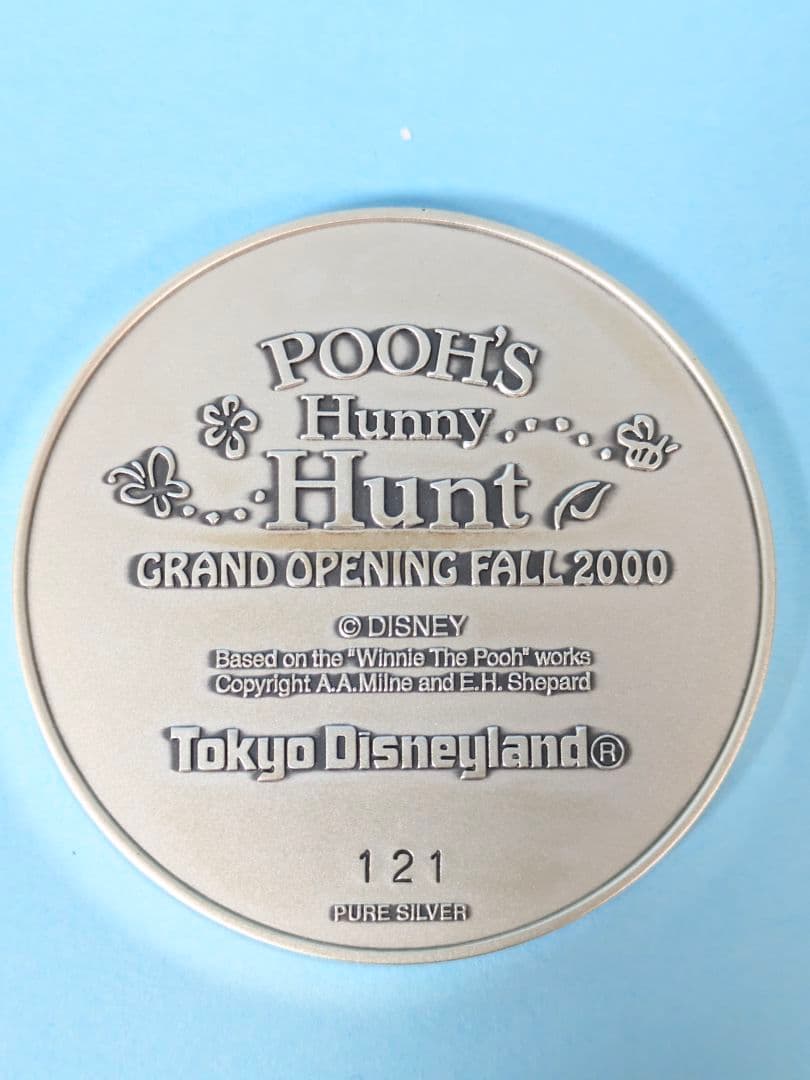 POOH'S
Hunny
Hunt
GRAND OPENING FALL 2000
© DISNEY
Based on the "Winnie The Pooh" works
Copyright A.A.Milne and E.H. Shepard
Tokyo Disneyland®
121
PURE SILVER